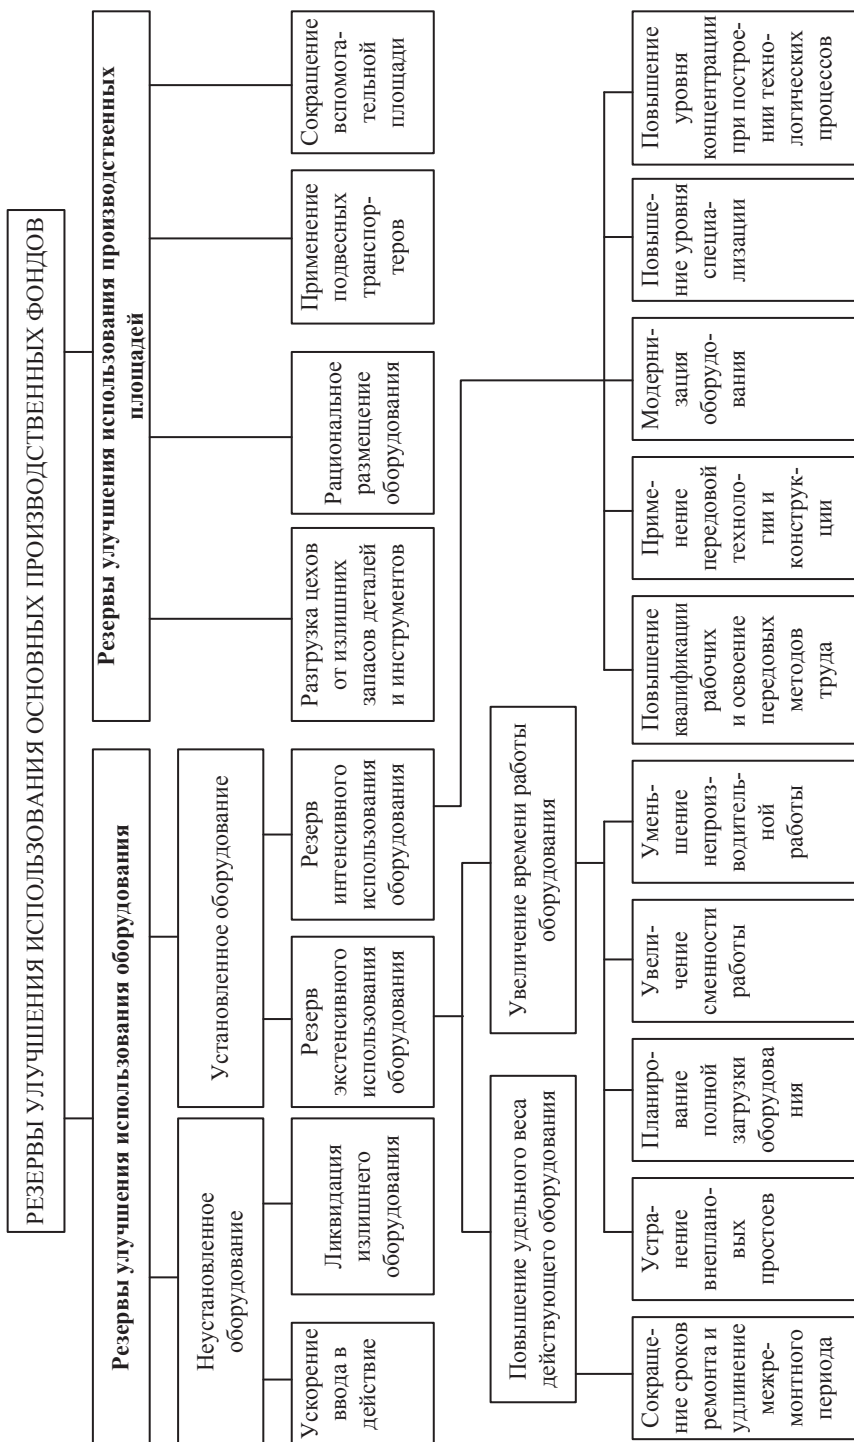 РЕЗЕРВЫ УЛУЧШЕНИЯ ИСПОЛЬЗОВАНИЯ ОСНОВНЫХ ПРОИЗВОДСТВЕННЫХ ФОНДОВ
Резервы улучшения использования оборудования
Резервы улучшения использования производственных
площадей
Неустановленное
оборудование
Установленное оборудование
Ускорение
ввода в
действие
Ликвидация
излишнего
оборудования
Резерв
экстенсивного
использования
оборудования
Резерв
интенсивного
использования
оборудования
Разгрузка цехов
от излишних
запасов деталей
и инструментов
Рациональное
размещение
оборудования
Применение
подвесных
транспор-
теров
Сокращение
вспомога-
тельной
площади
Повышение удельного веса
действующего оборудования
Увеличение времени работы
оборудования
Сокраще-
ние сроков
ремонта и
удлинение
межре-
монтного
периода
Устра-
нение
внеплано-
вых
простоев
Планиро-
вание
полной
загрузки
оборудова
ния
Увели-
чение
сменности
работы
Умень-
шение
непроиз-
водитель-
ной
работы
Повышение
квалификации
рабочих
и освоение
передовых
методов
труда
Приме-
нение
передовой
техноло-
гии и
конструк-
ции
Модерни-
зация
оборудо-
вания
Повыше-
ние уровня
специа-
лизации
Повышение
уровня
концентрации
при построе-
нии техно-
логических
процессов